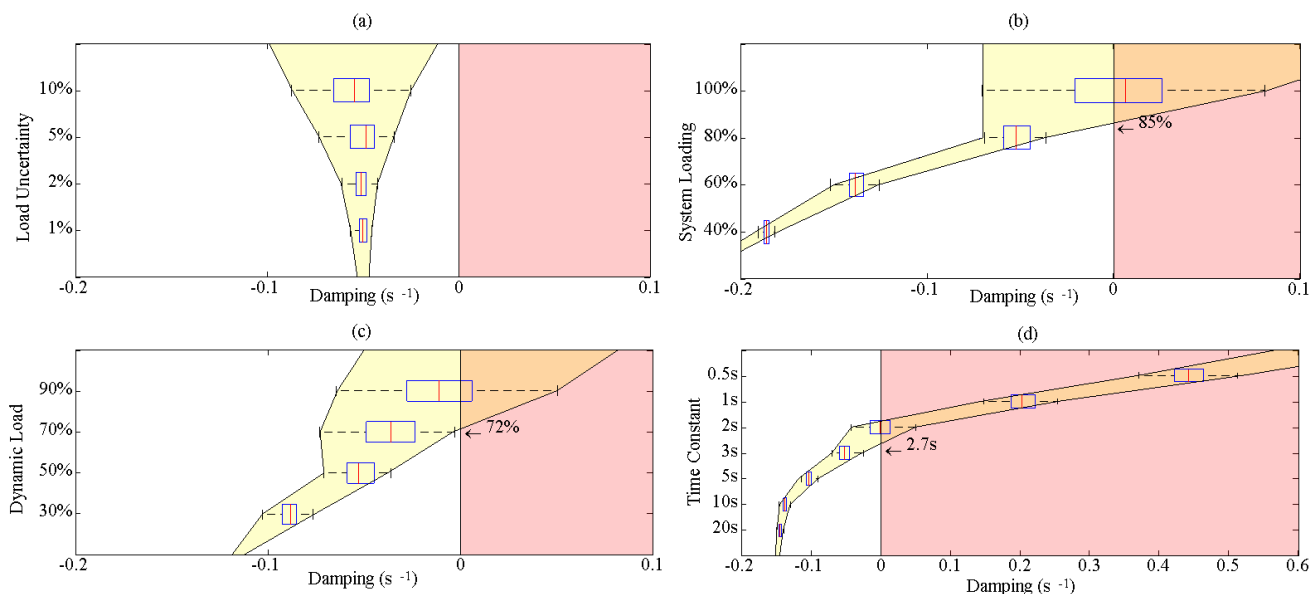 (a)
Load Uncertainty
10%
5%
2%
1%
-0.2
-0.1
0
0.1
Damping (s -1)
(b)
System Loading
100%
80%
60%
40%
← 85%
-0.2
-0.1
0
0.1
Damping (s -1)
(c)
Dynamic Load
90%
70%
50%
30%
← 72%
-0.2
-0.1
0
0.1
Damping (s -1)
(d)
Time Constant
0.5s
1s
2s
3s
5s
10s
20s
← 2.7s
-0.2
-0.1
0
0.1
0.2
0.3
0.4
0.5
0.6
Damping (s -1)